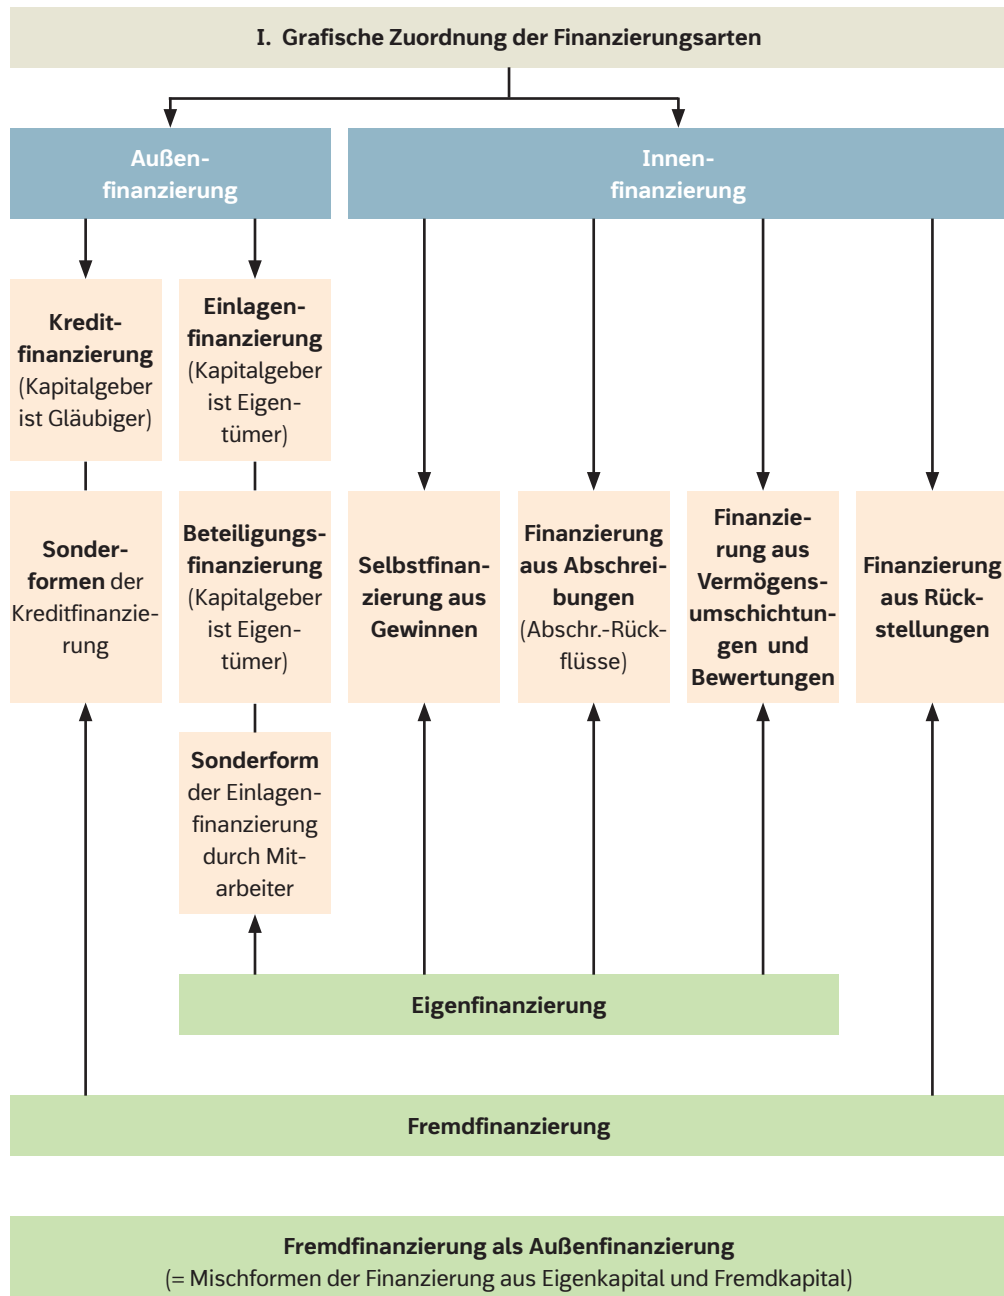 I. Grafische Zuordnung der Finanzierungsarten
Außen-
finanzierung
Innen-
finanzierung
Kredit-
finanzierung
(Kapitalgeber
ist Gläubiger)
Einlagen-
finanzierung
(Kapitalgeber
ist Eigen-
tümer)
Sonder-
formen der
Kreditfinanzie-
rung
Beteiligungs-
finanzierung
(Kapitalgeber
ist Eigen-
tümer)
Selbstfinan-
zierung aus
Gewinnen
Finanzierung
aus Abschrei-
bungen
(Abschr.-Rück-
flüsse)
Finanzie-
rung aus
Vermögens-
umschichtun-
gen und
Bewertungen
Finanzierung
aus Rück-
stellungen
Sonderform
der Einlagen-
finanzierung
durch Mit-
arbeiter
Eigenfinanzierung
Fremdfinanzierung
Fremdfinanzierung als Außenfinanzierung
(= Mischformen der Finanzierung aus Eigenkapital und Fremdkapital)